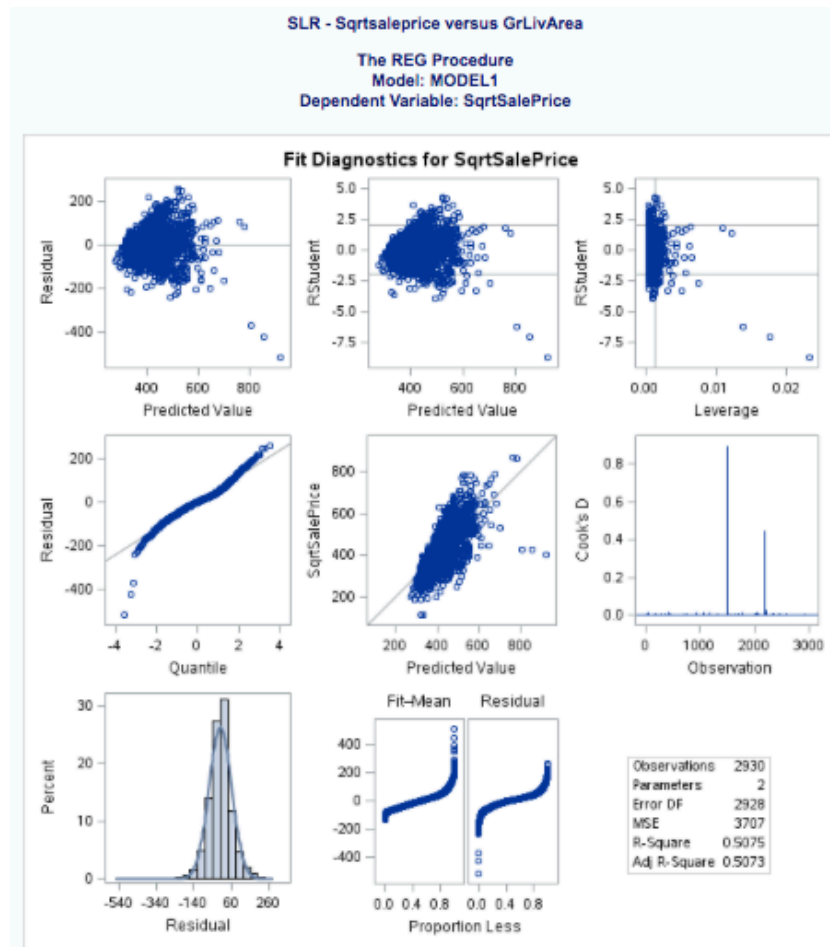 SLR - Sqrtsaleprice versus GrLivArea
The REG Procedure
Model: MODEL1
Dependent Variable: SqrtSalePrice
Fit Diagnostics for SqrtSalePrice
Residual
200
0
-200
-400
400 600 800
Predicted Value
RStudent
5.0
2.5
0.0
-2.5
-5.0
-7.5
400 600 800
Predicted Value
RStudent
5.0
2.5
0.0
-2.5
-5.0
-7.5
0.00 0.01 0.02
Leverage
Residual
200
0
-200
-400
-4 -2 0 2 4
Quantile
SqrtSalePrice
800
600
400
200
200 400 600 800
Predicted Value
Cook's D
0.8
0.6
0.4
0.2
0.0
0 1000 2000 3000
Observation
Percent
30
20
10
0
-540 -340 -140 60 260
Residual
Fit–Mean Residual
400
200
0
-200
-400
0.0 0.4 0.8 0.0 0.4 0.8
Proportion Less
Observations 2930
Parameters 2
Error DF 2928
MSE 3707
R-Square 0.5075
Adj R-Square 0.5073